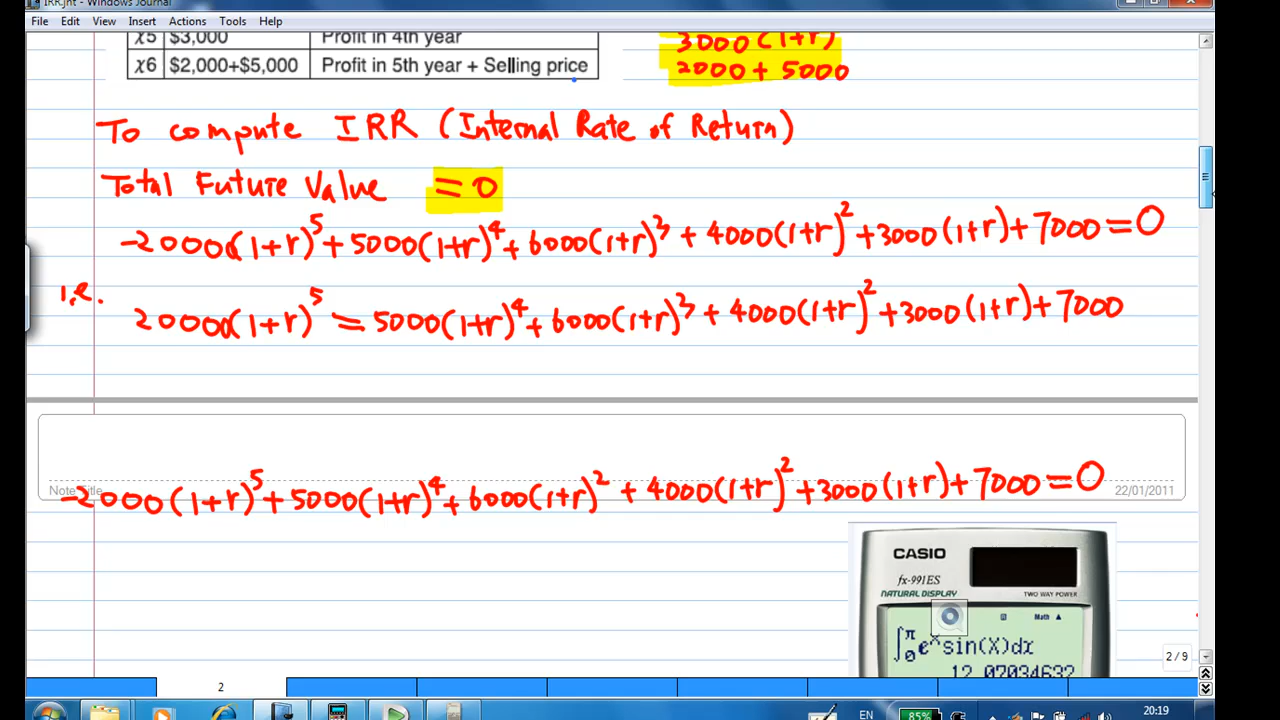 IRR.jnt - Windows Journal
File Edit View Insert Actions Tools Help
x5 $3,000 Profit in 4th year
3000 (1+r)
x6 $2,000+$5,000 Profit in 5th year + Selling price
2000 + 5000
To compute IRR (Internal Rate of Return)
Total Future Value = 0
-20000(1+r)^5 + 5000(1+r)^4 + 6000(1+r)^3 + 4000(1+r)^2 + 3000(1+r) + 7000 = 0
i.e.
20000(1+r)^5 = 5000(1+r)^4 + 6000(1+r)^3 + 4000(1+r)^2 + 3000(1+r) + 7000
-2000(1+r)^5 + 5000(1+r)^4 + 6000(1+r)^2 + 4000(1+r)^2 + 3000(1+r) + 7000 = 0
Note Title
22/01/2011
CASIO
fx-991ES
NATURAL DISPLAY TWO WAY POWER
Math ▲
∫0^π e^x sin(X)dx
12.07034632
2 / 9
2
EN
85%
20:19